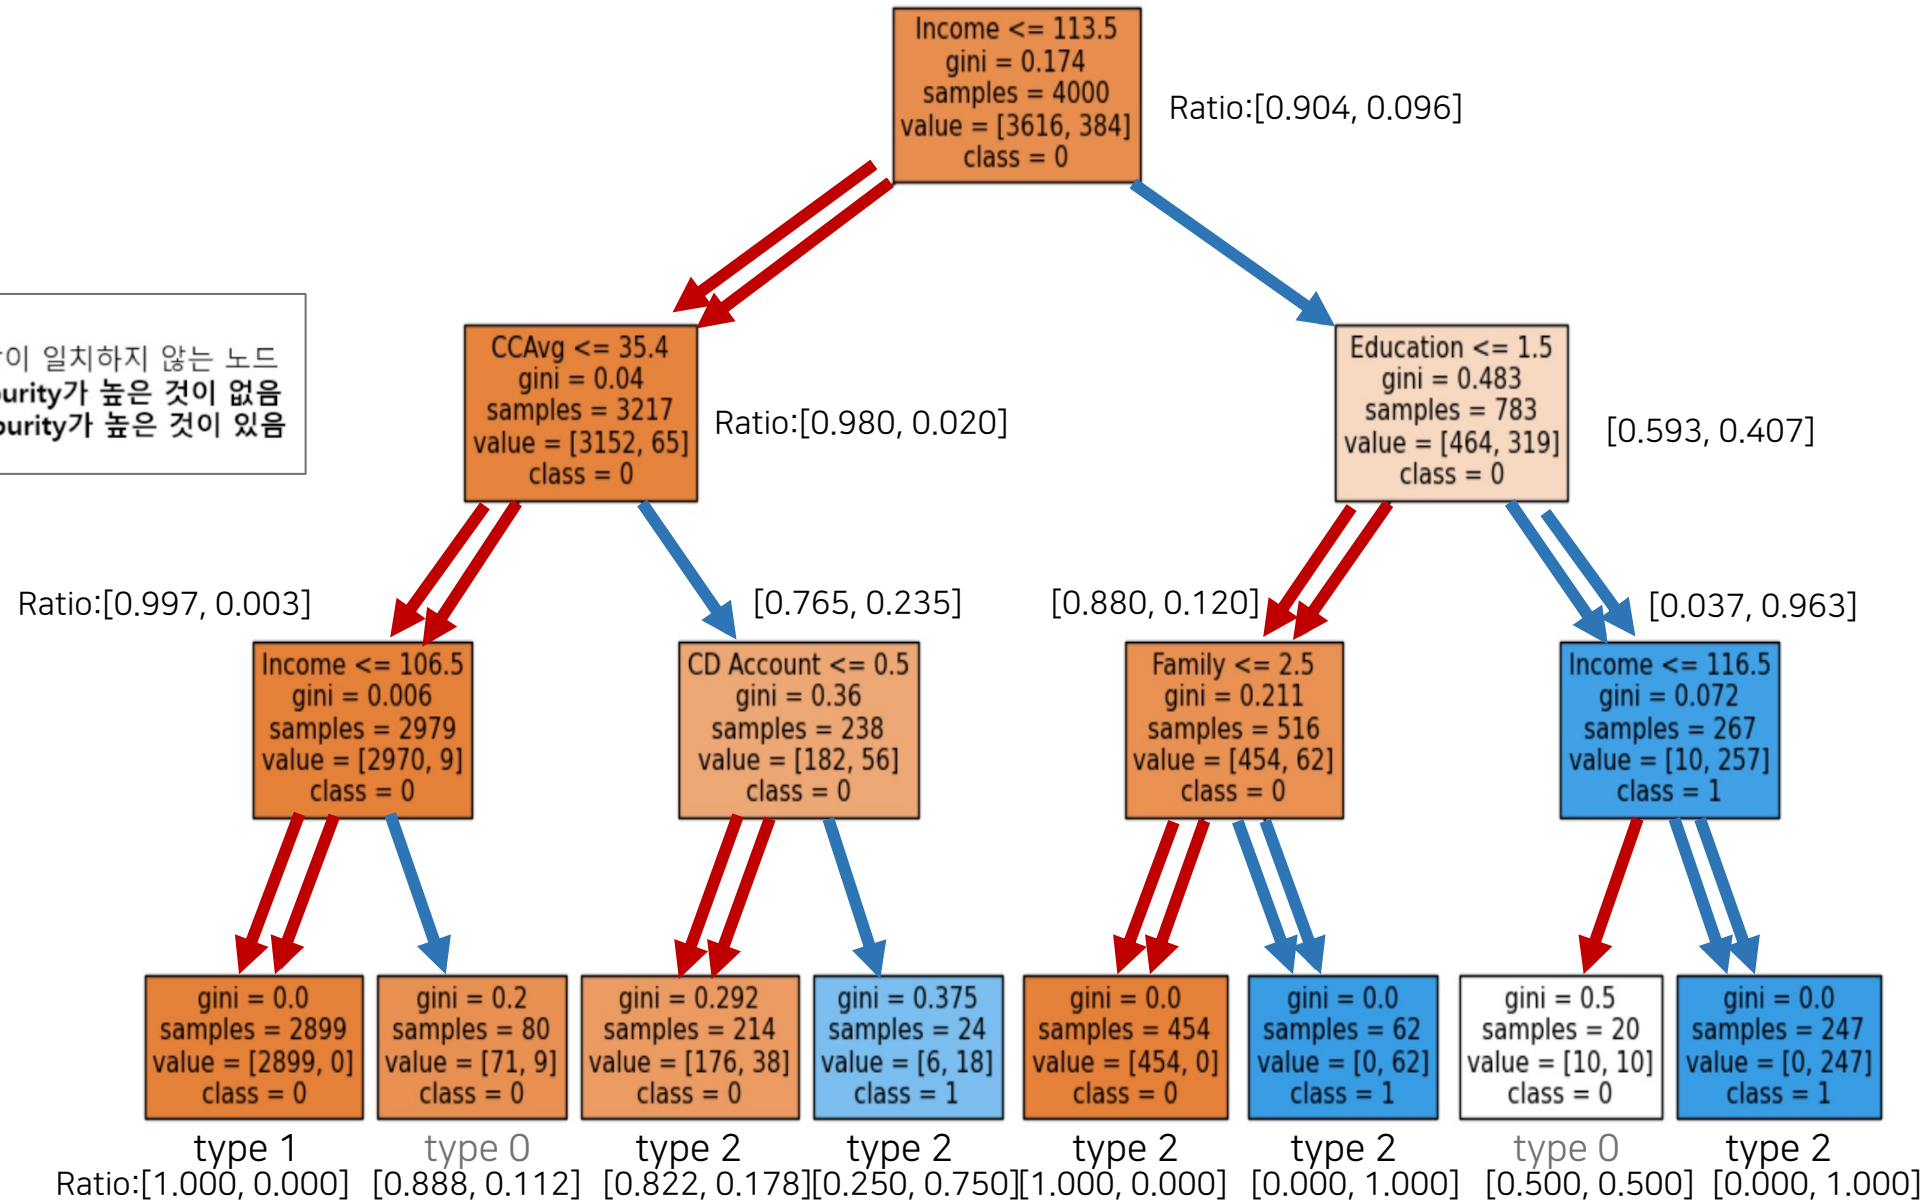 Income <= 113.5
gini = 0.174
samples = 4000
value = [3616, 384]
class = 0
Ratio:[0.904, 0.096]
이 일치하지 않는 노드
purity가 높은 것이 없음
purity가 높은 것이 있음
CCAvg <= 35.4
gini = 0.04
samples = 3217
value = [3152, 65]
class = 0
Ratio:[0.980, 0.020]
Education <= 1.5
gini = 0.483
samples = 783
value = [464, 319]
class = 0
[0.593, 0.407]
Ratio:[0.997, 0.003]
Income <= 106.5
gini = 0.006
samples = 2979
value = [2970, 9]
class = 0
[0.765, 0.235]
CD Account <= 0.5
gini = 0.36
samples = 238
value = [182, 56]
class = 0
[0.880, 0.120]
Family <= 2.5
gini = 0.211
samples = 516
value = [454, 62]
class = 0
[0.037, 0.963]
Income <= 116.5
gini = 0.072
samples = 267
value = [10, 257]
class = 1
gini = 0.0
samples = 2899
value = [2899, 0]
class = 0
type 1
Ratio:[1.000, 0.000]
gini = 0.2
samples = 80
value = [71, 9]
class = 0
type 0
[0.888, 0.112]
gini = 0.292
samples = 214
value = [176, 38]
class = 0
type 2
[0.822, 0.178]
gini = 0.375
samples = 24
value = [6, 18]
class = 1
type 2
[0.250, 0.750]
gini = 0.0
samples = 454
value = [454, 0]
class = 0
type 2
[1.000, 0.000]
gini = 0.0
samples = 62
value = [0, 62]
class = 1
type 2
[0.000, 1.000]
gini = 0.5
samples = 20
value = [10, 10]
class = 0
type 0
[0.500, 0.500]
gini = 0.0
samples = 247
value = [0, 247]
class = 1
type 2
[0.000, 1.000]